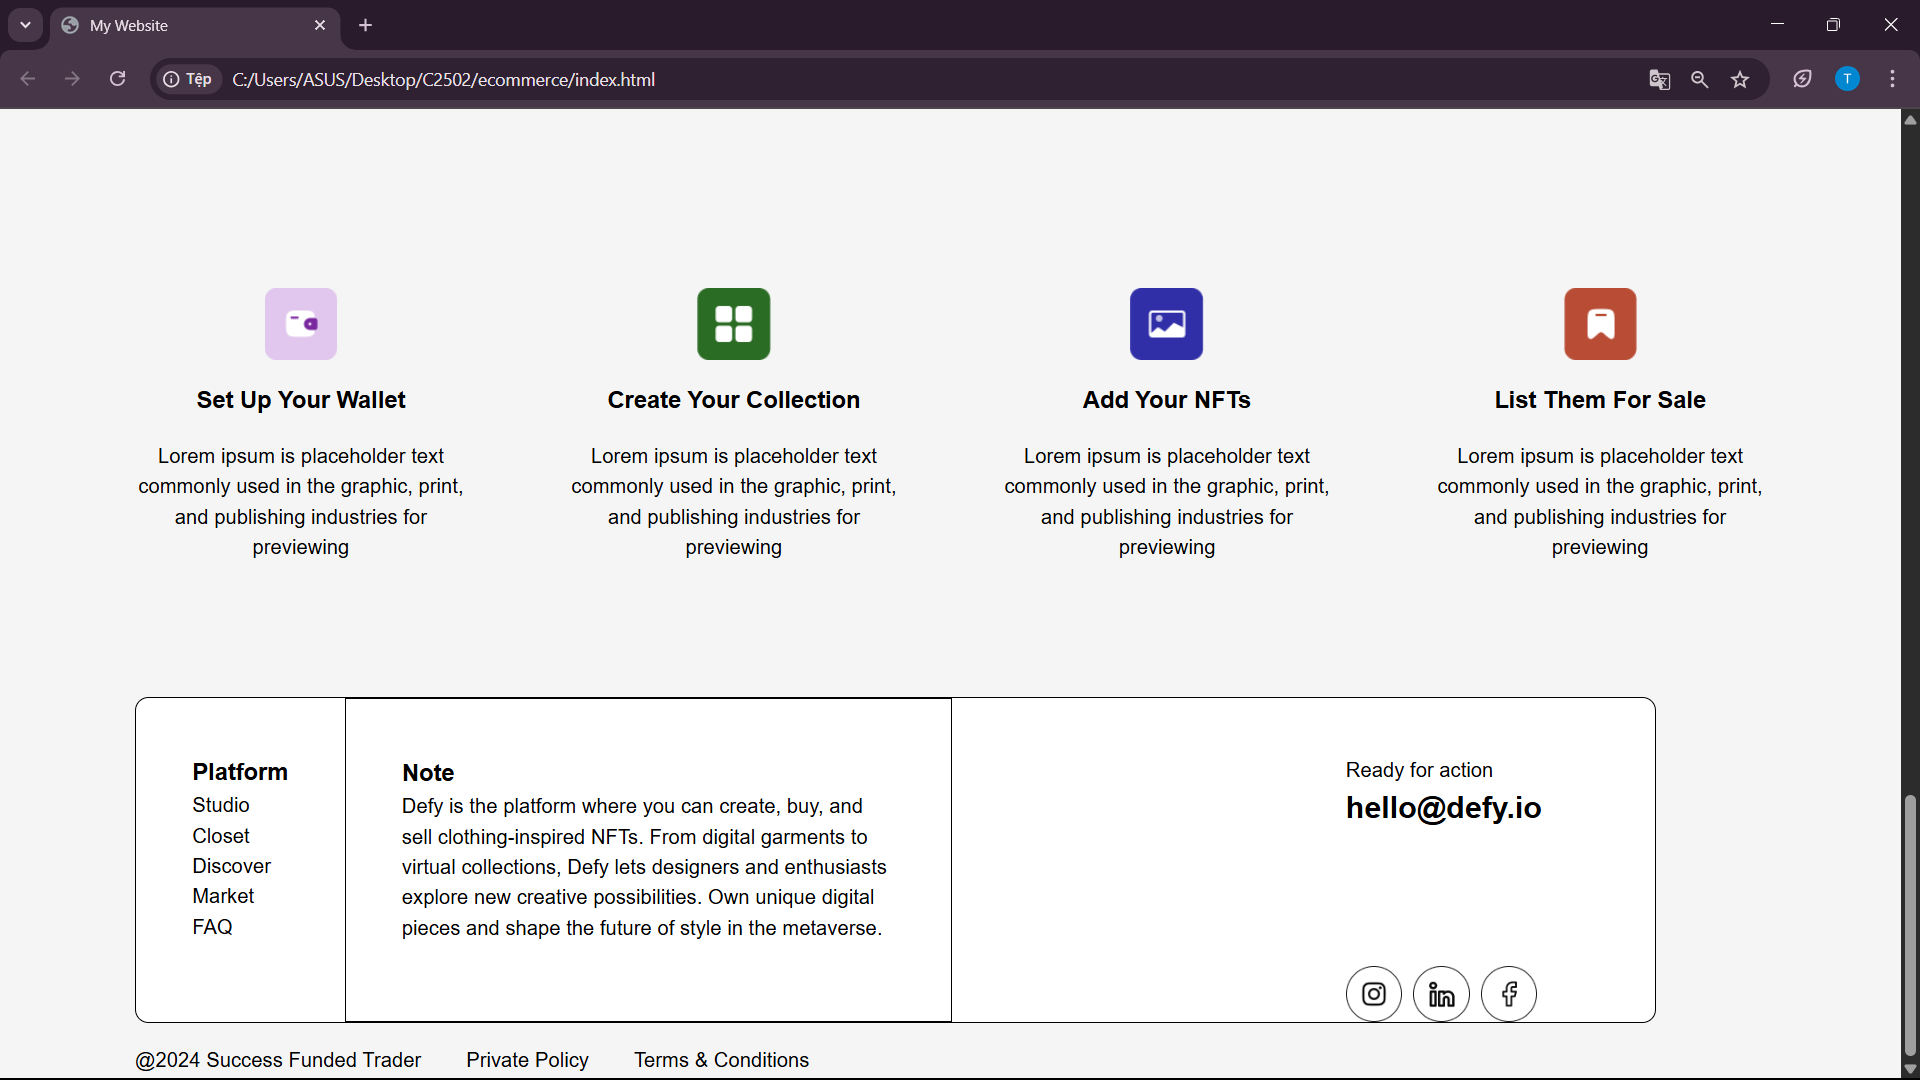 My Website
Tệp
C:/Users/ASUS/Desktop/C2502/ecommerce/index.html
T
Set Up Your Wallet
Lorem ipsum is placeholder text
commonly used in the graphic, print,
and publishing industries for
previewing
Create Your Collection
Lorem ipsum is placeholder text
commonly used in the graphic, print,
and publishing industries for
previewing
Add Your NFTs
Lorem ipsum is placeholder text
commonly used in the graphic, print,
and publishing industries for
previewing
List Them For Sale
Lorem ipsum is placeholder text
commonly used in the graphic, print,
and publishing industries for
previewing
Platform
Studio
Closet
Discover
Market
FAQ
Note
Defy is the platform where you can create, buy, and
sell clothing-inspired NFTs. From digital garments to
virtual collections, Defy lets designers and enthusiasts
explore new creative possibilities. Own unique digital
pieces and shape the future of style in the metaverse.
Ready for action
hello@defy.io
in
f
@2024 Success Funded Trader
Private Policy
Terms & Conditions